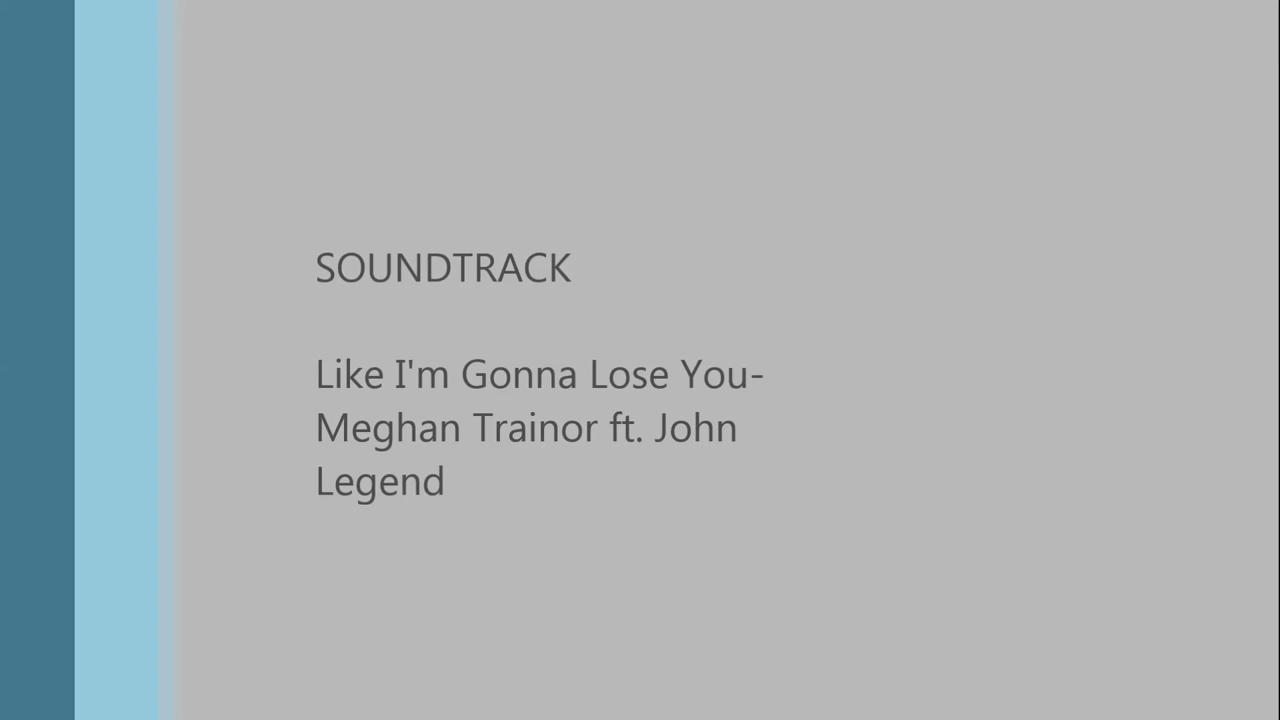 SOUNDTRACK
Like I'm Gonna Lose You-
Meghan Trainor ft. John
Legend